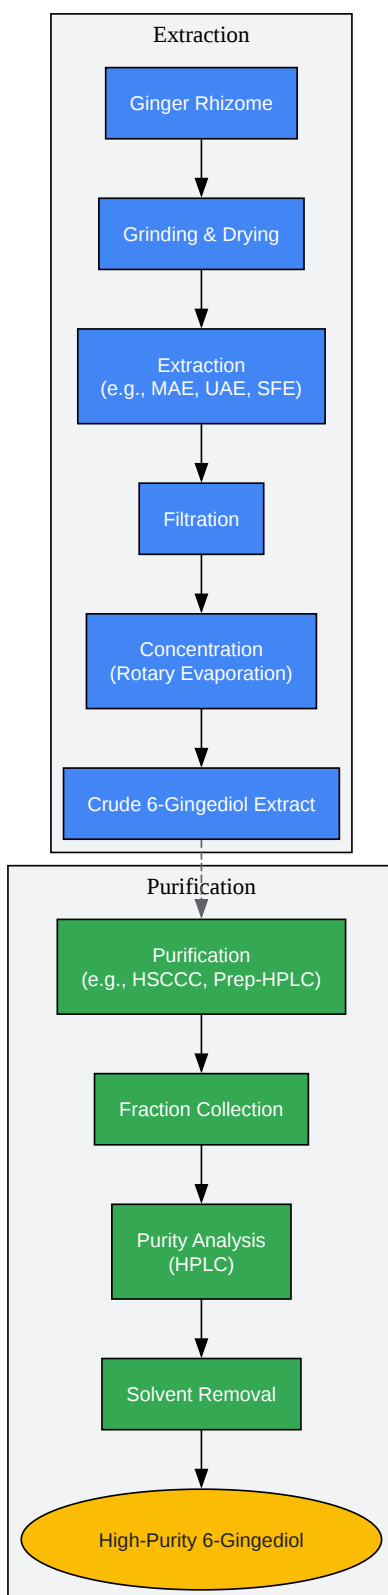 Extraction
Ginger Rhizome
Grinding & Drying
Extraction
(e.g., MAE, UAE, SFE)
Filtration
Concentration
(Rotary Evaporation)
Crude 6-Gingediol Extract
Purification
Purification
(e.g., HSCCC, Prep-HPLC)
Fraction Collection
Purity Analysis
(HPLC)
Solvent Removal
High-Purity 6-Gingediol